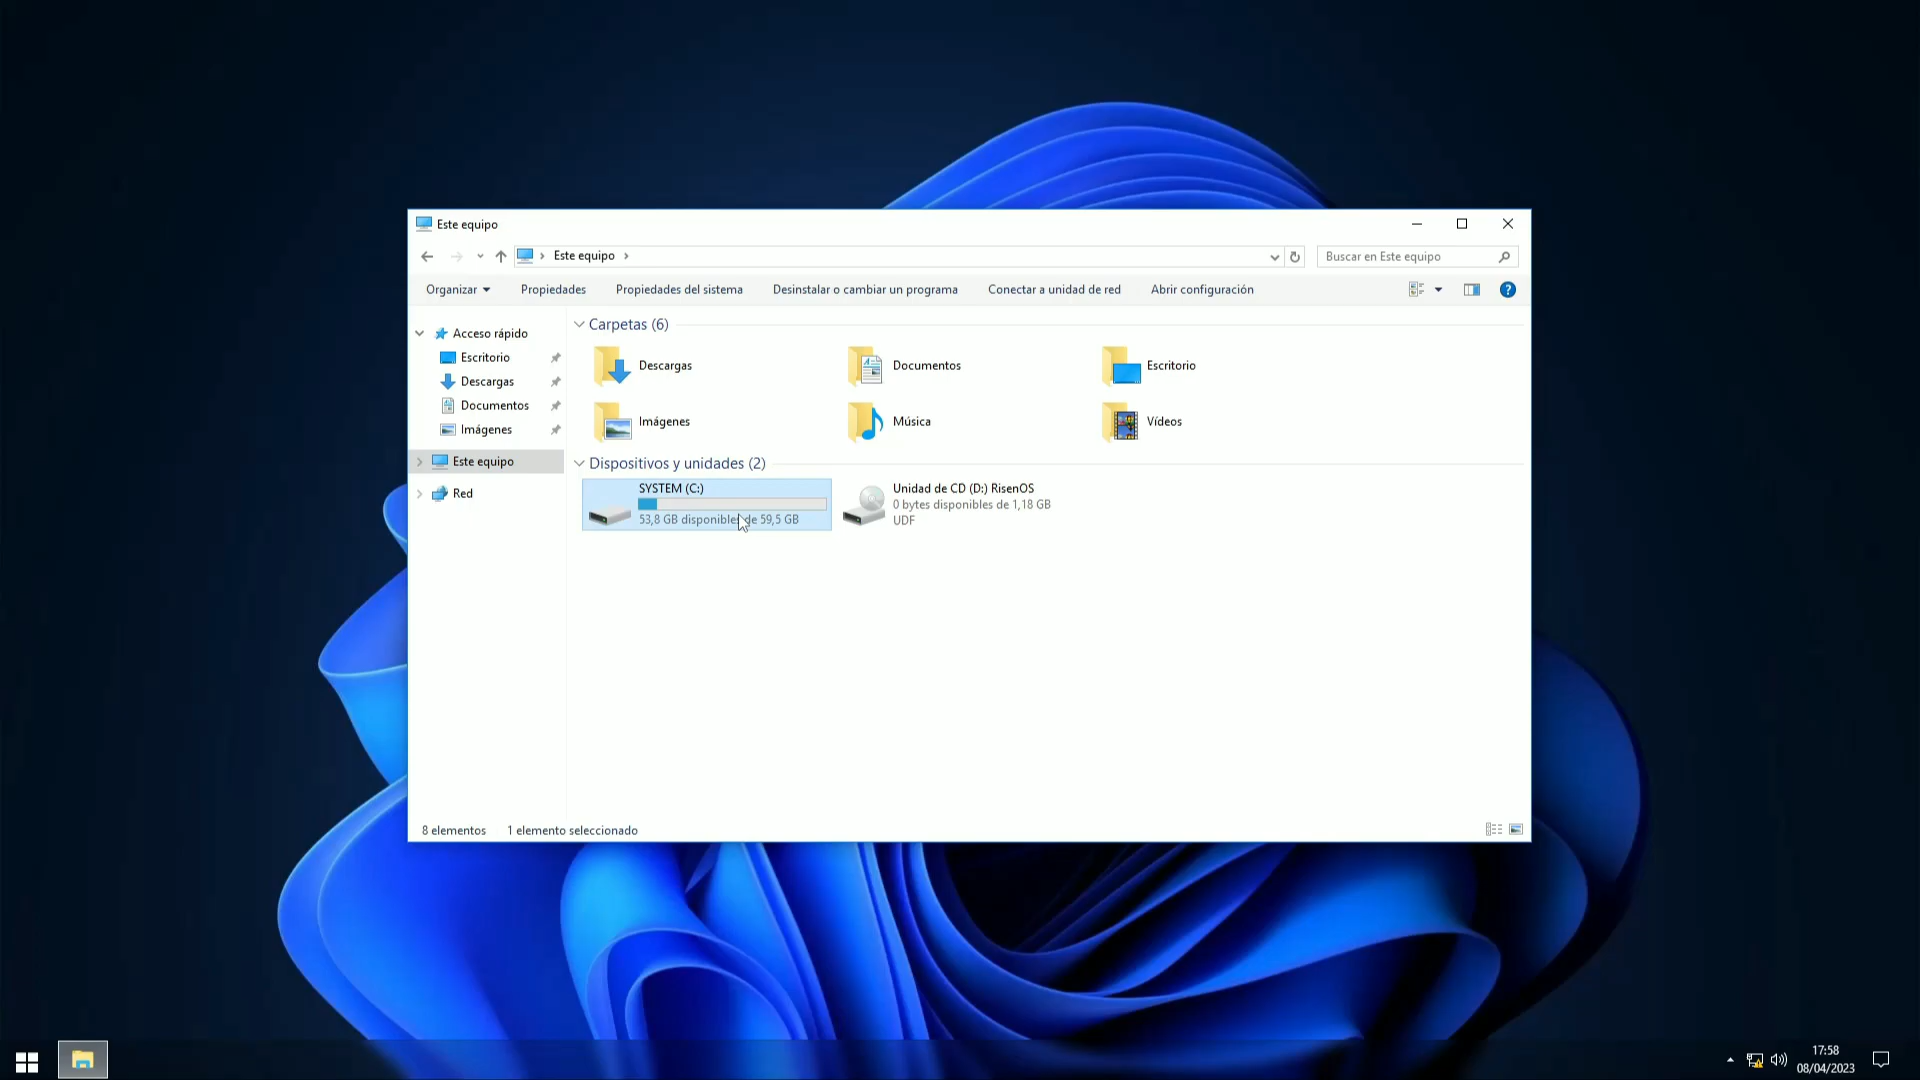 Este equipo
Este equipo
Buscar en Este equipo
Organizar
Propiedades
Propiedades del sistema
Desinstalar o cambiar un programa
Conectar a unidad de red
Abrir configuración
?
Acceso rápido
Escritorio
Descargas
Documentos
Imágenes
Este equipo
Red
Carpetas (6)
Descargas
Documentos
Escritorio
Imágenes
Música
Vídeos
Dispositivos y unidades (2)
SYSTEM (C:)
53,8 GB disponibles de 59,5 GB
Unidad de CD (D:) RisenOS
0 bytes disponibles de 1,18 GB
UDF
8 elementos
1 elemento seleccionado
17:58
08/04/2023